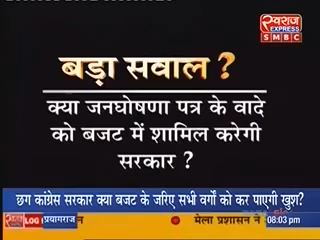 स्वराज
EXPRESS
SMBC
बड़ा सवाल ?
क्या जनघोषणा पत्र के वादे
को बजट में शामिल करेगी
सरकार ?
छग कांग्रेस सरकार क्या बजट के जरिए सभी वर्गों को कर पाएगी खुश?
LOG प्रयागराज मेला प्रशासन ने 08:03 pm